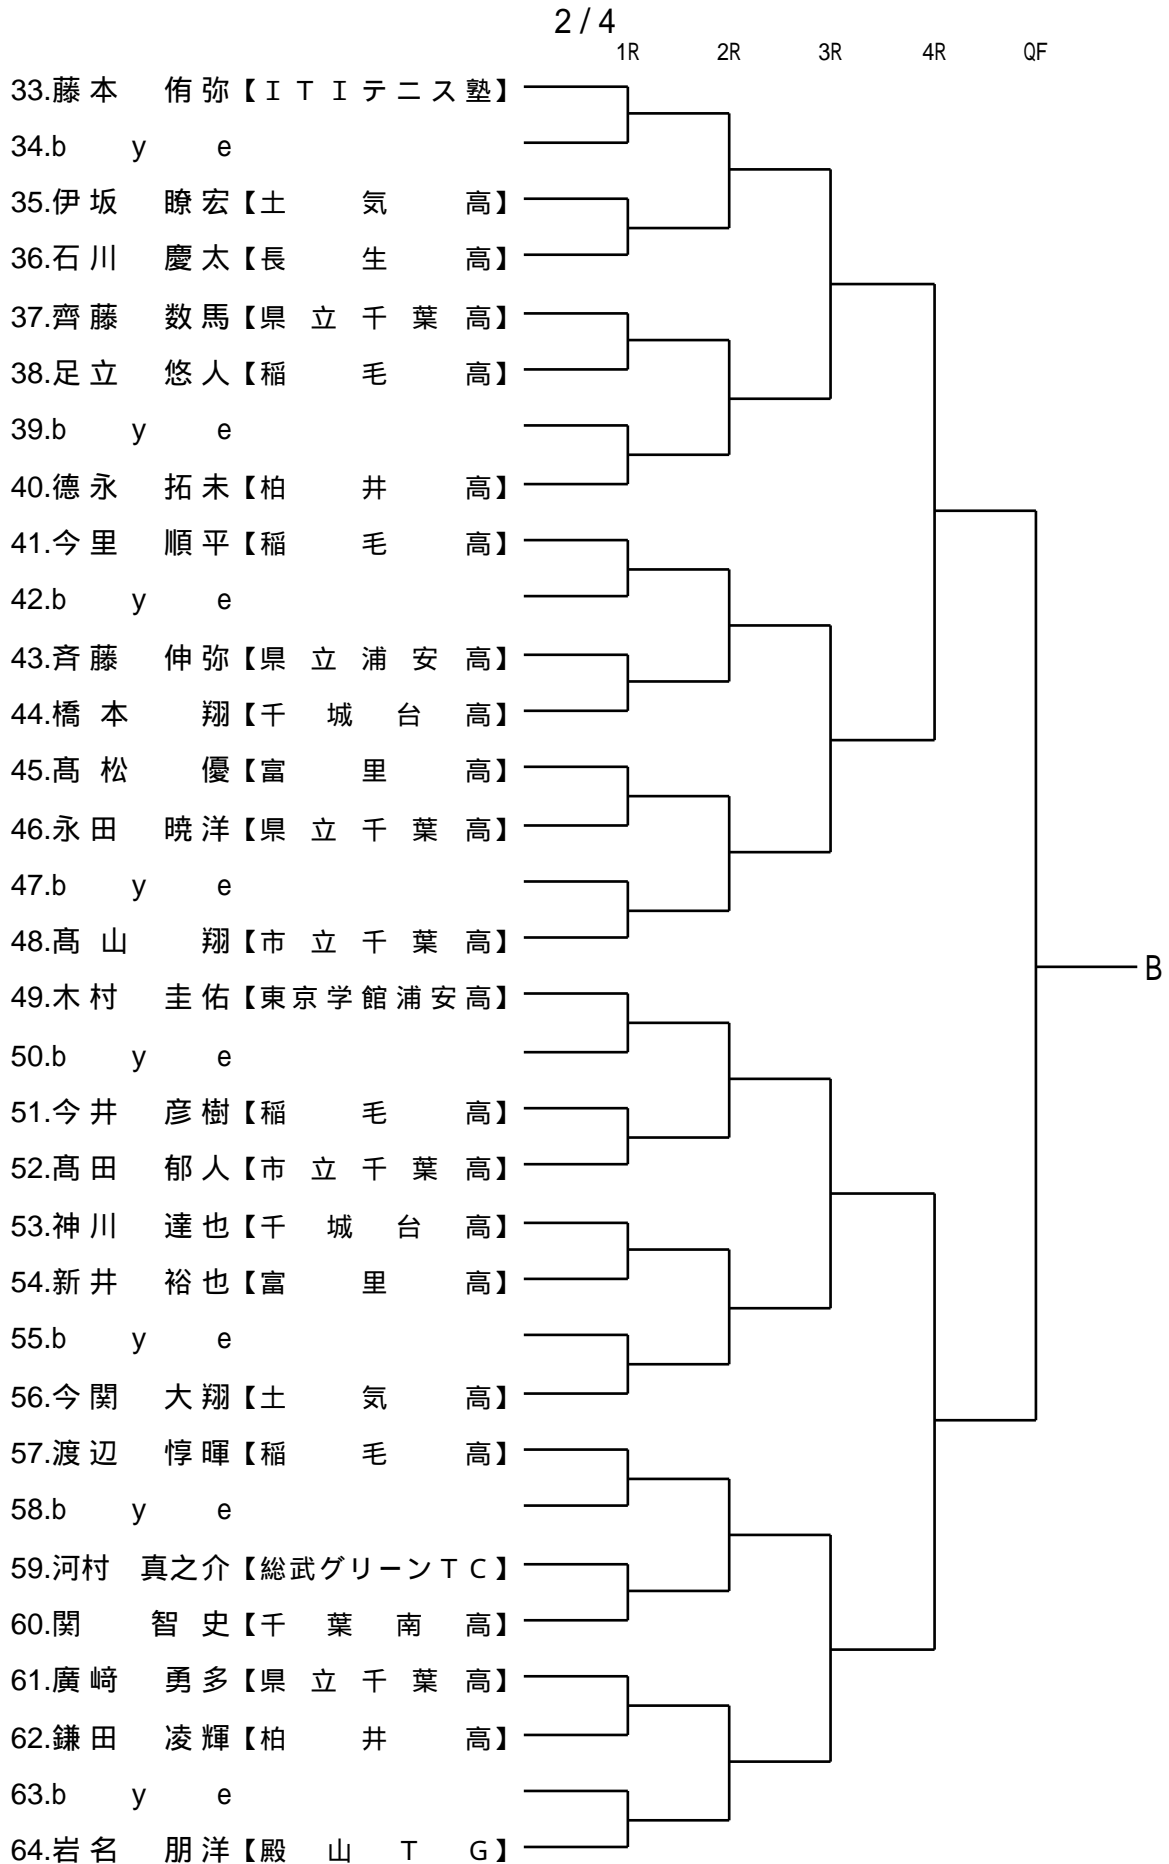 2 / 4
1R 2R 3R 4R QF
33.藤本 侑弥【ＩＴＩテニス塾】
34.b y e
35.伊坂 瞭宏【土気高】
36.石川 慶太【長生高】
37.齊藤 数馬【県立千葉高】
38.足立 悠人【稲毛高】
39.b y e
40.德永 拓未【柏井高】
41.今里 順平【稲毛高】
42.b y e
43.斉藤 伸弥【県立浦安高】
44.橋本 翔【千城台高】
45.髙松 優【富里高】
46.永田 暁洋【県立千葉高】
47.b y e
48.髙山 翔【市立千葉高】
B
49.木村 圭佑【東京学館浦安高】
50.b y e
51.今井 彦樹【稲毛高】
52.髙田 郁人【市立千葉高】
53.神川 達也【千城台高】
54.新井 裕也【富里高】
55.b y e
56.今関 大翔【土気高】
57.渡辺 惇暉【稲毛高】
58.b y e
59.河村 真之介【総武グリーンＴＣ】
60.関 智史【千葉南高】
61.廣﨑 勇多【県立千葉高】
62.鎌田 凌輝【柏井高】
63.b y e
64.岩名 朋洋【殿山ＴＧ】